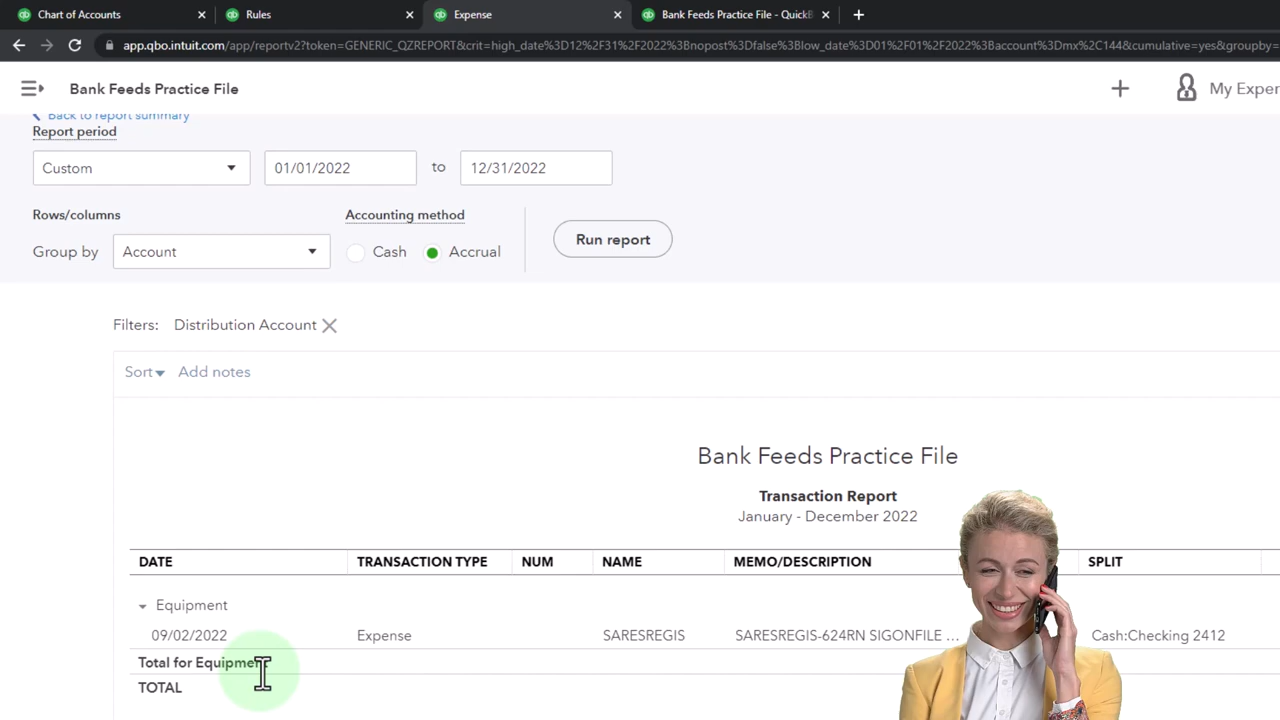 Chart of Accounts Rules Expense Bank Feeds Practice File - QuickB
app.qbo.intuit.com/app/reportv2?token=GENERIC_QZREPORT&crit=high_date%3D12%2F31%2F2022%3Bnopost%3Dfalse%3Blow_date%3D01%2F01%2F2022%3Baccount%3Dmx%2C144&cumulative=yes&groupby=
Bank Feeds Practice File My Exper
Back to report summary
Report period
Custom 01/01/2022 to 12/31/2022
Rows/columns Accounting method
Group by Account Cash Accrual Run report
Filters: Distribution Account
Sort Add notes
Bank Feeds Practice File
Transaction Report
January - December 2022
DATE TRANSACTION TYPE NUM NAME MEMO/DESCRIPTION SPLIT
Equipment
09/02/2022 Expense SARESREGIS SARESREGIS-624RN SIGONFILE ... Cash:Checking 2412
Total for Equipment
TOTAL